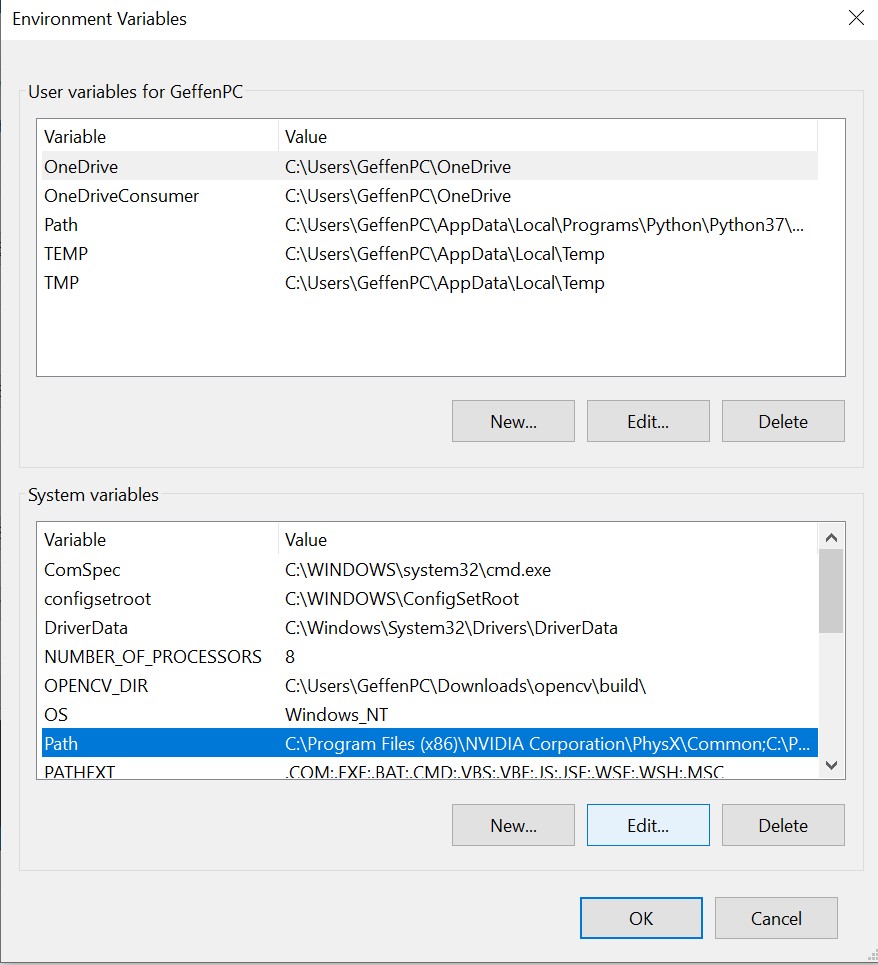 Environment Variables
User variables for GeffenPC
Variable Value
OneDrive C:\Users\GeffenPC\OneDrive
OneDriveConsumer C:\Users\GeffenPC\OneDrive
Path C:\Users\GeffenPC\AppData\Local\Programs\Python\Python37\...
TEMP C:\Users\GeffenPC\AppData\Local\Temp
TMP C:\Users\GeffenPC\AppData\Local\Temp
New... Edit... Delete
System variables
Variable Value
ComSpec C:\WINDOWS\system32\cmd.exe
configsetroot C:\WINDOWS\ConfigSetRoot
DriverData C:\Windows\System32\Drivers\DriverData
NUMBER_OF_PROCESSORS 8
OPENCV_DIR C:\Users\GeffenPC\Downloads\opencv\build\
OS Windows_NT
Path C:\Program Files (x86)\NVIDIA Corporation\PhysX\Common;C:\P...
PATHEXT .COM;.EXE;.BAT;.CMD;.VBS;.VBE;.JS;.JSE;.WSF;.WSH;.MSC
New... Edit... Delete
OK Cancel